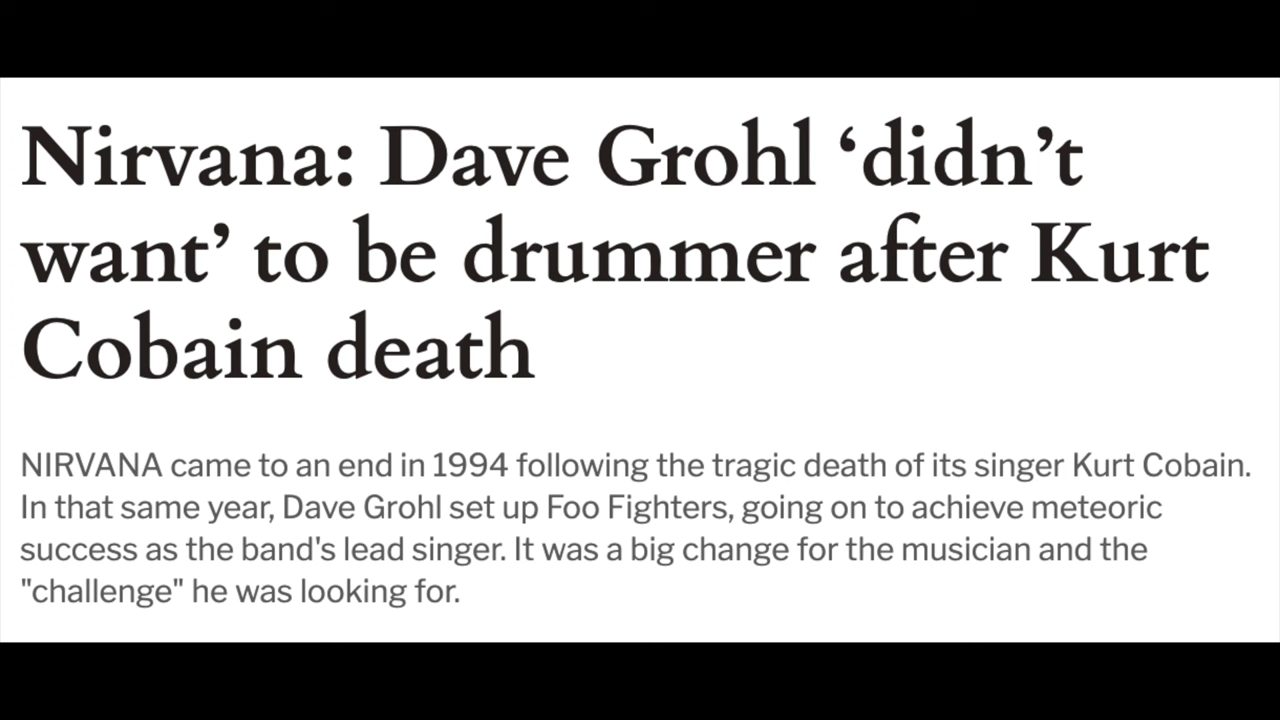 Nirvana: Dave Grohl ‘didn’t
want’ to be drummer after Kurt
Cobain death
NIRVANA came to an end in 1994 following the tragic death of its singer Kurt Cobain.
In that same year, Dave Grohl set up Foo Fighters, going on to achieve meteoric
success as the band's lead singer. It was a big change for the musician and the
"challenge" he was looking for.